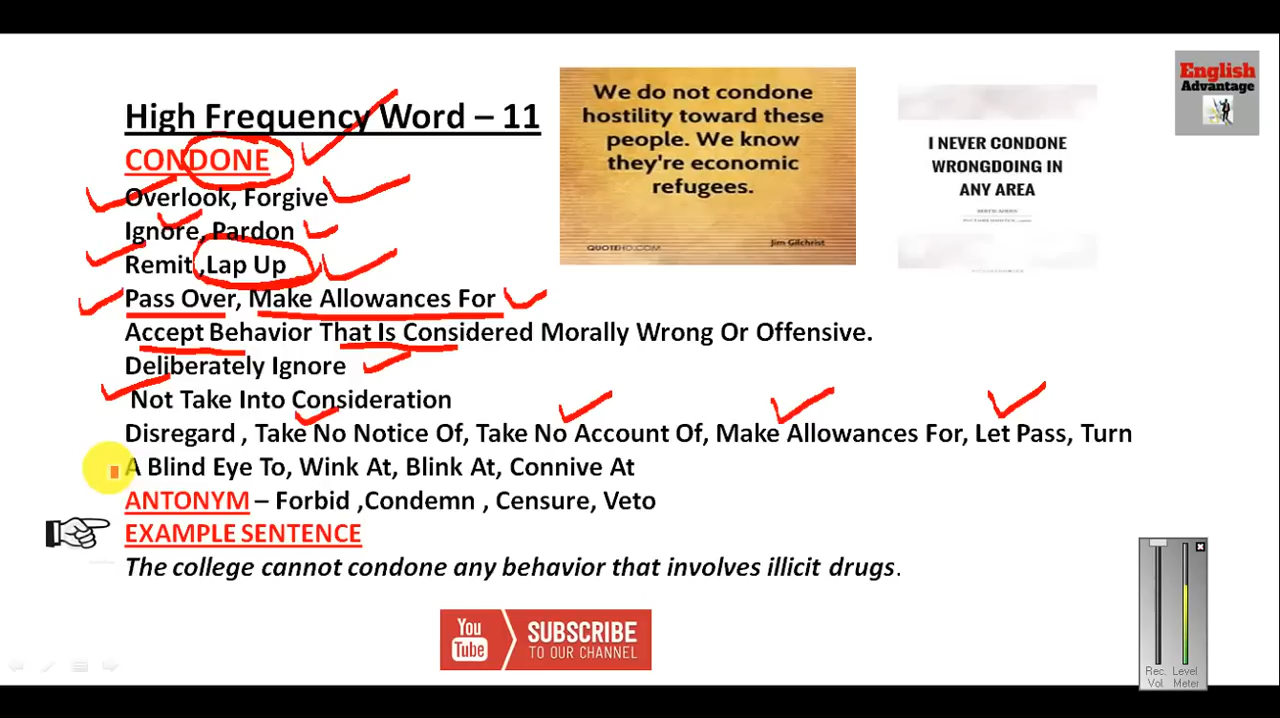 High Frequency Word – 11
CONDONE
Overlook, Forgive
Ignore, Pardon
Remit ,Lap Up
Pass Over, Make Allowances For
Accept Behavior That Is Considered Morally Wrong Or Offensive.
Deliberately Ignore
Not Take Into Consideration
Disregard , Take No Notice Of, Take No Account Of, Make Allowances For, Let Pass, Turn
A Blind Eye To, Wink At, Blink At, Connive At
ANTONYM – Forbid ,Condemn , Censure, Veto
EXAMPLE SENTENCE
The college cannot condone any behavior that involves illicit drugs.
We do not condone
hostility toward these
people. We know
they're economic
refugees.
QUOTEHD.COM
Jim Gilchrist
I NEVER CONDONE
WRONGDOING IN
ANY AREA
English
Advantage
You
Tube
SUBSCRIBE
TO OUR CHANNEL
Rec. Level
Vol Meter